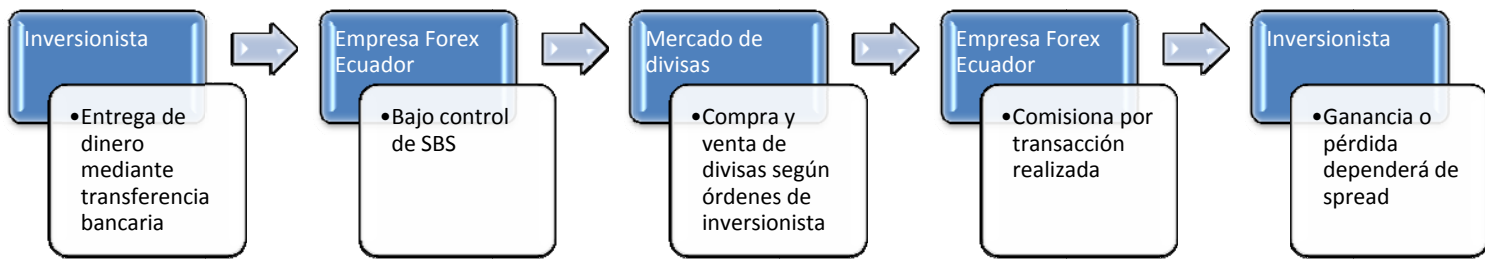 Inversionista
•Entrega de
dinero
mediante
transferencia
bancaria
Empresa Forex
Ecuador
•Bajo control
de SBS
Mercado de
divisas
•Compra y
venta de
divisas según
órdenes de
inversionista
Empresa Forex
Ecuador
•Comisiona por
transacción
realizada
Inversionista
•Ganancia o
pérdida
dependerá de
spread